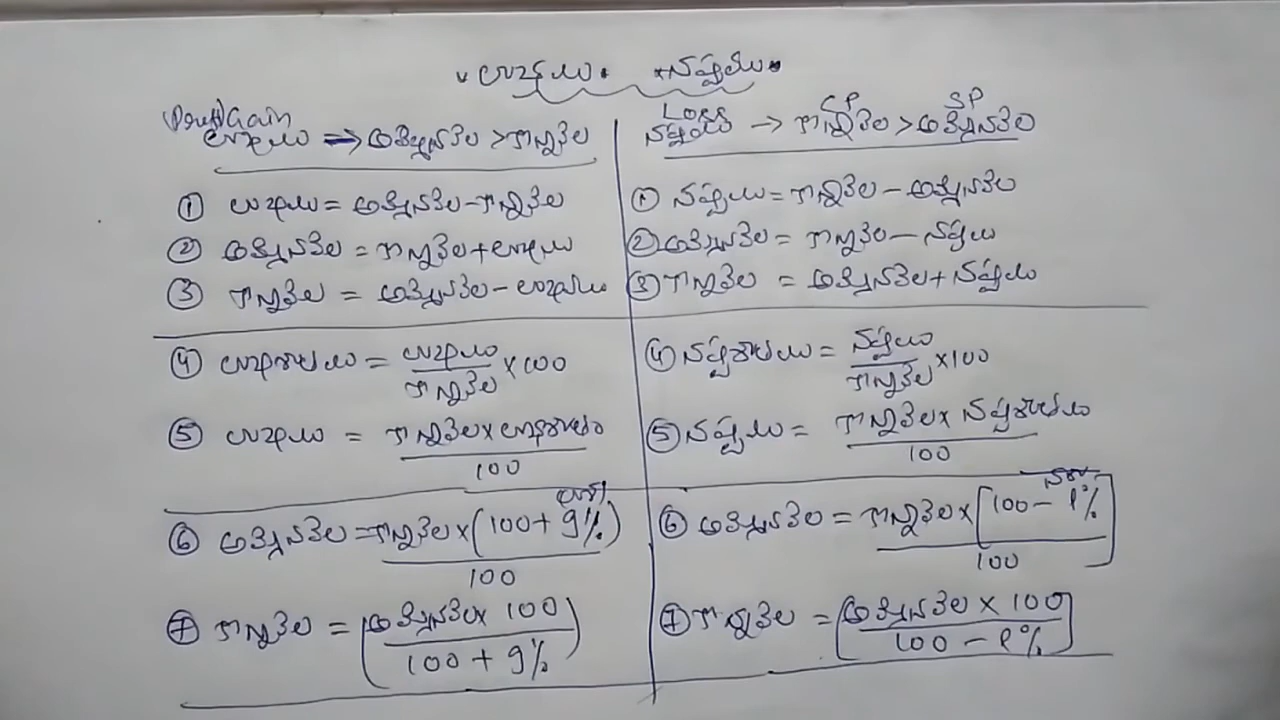 లాభము. *నష్టము.
Profit/Gain
లాభము ⇒ అమ్మినవెల > కొన్నవెల
① లాభము = అమ్మినవెల - కొన్నవెల
② అమ్మినవెల = కొన్నవెల + లాభము
③ కొన్నవెల = అమ్మినవెల - లాభము
④ లాభశాతము = లాభము / కొన్నవెల × 100
⑤ లాభము = కొన్నవెల × లాభశాతం / 100
⑥ అమ్మినవెల = కొన్నవెల × (100 + g%) / 100
⑦ కొన్నవెల = (అమ్మినవెల × 100 / 100 + g%)
Loss CP SP
నష్టము → కొన్నవెల > అమ్మినవెల
① నష్టము = కొన్నవెల - అమ్మినవెల
② అమ్మినవెల = కొన్నవెల - నష్టము
③ కొన్నవెల = అమ్మినవెల + నష్టము
④ నష్టశాతము = నష్టము / కొన్నవెల × 100
⑤ నష్టము = కొన్నవెల × నష్టశాతము / 100
⑥ అమ్మినవెల = కొన్నవెల × [100 - l%] / 100
⑦ కొన్నవెల = [అమ్మినవెల × 100 / 100 - l%]